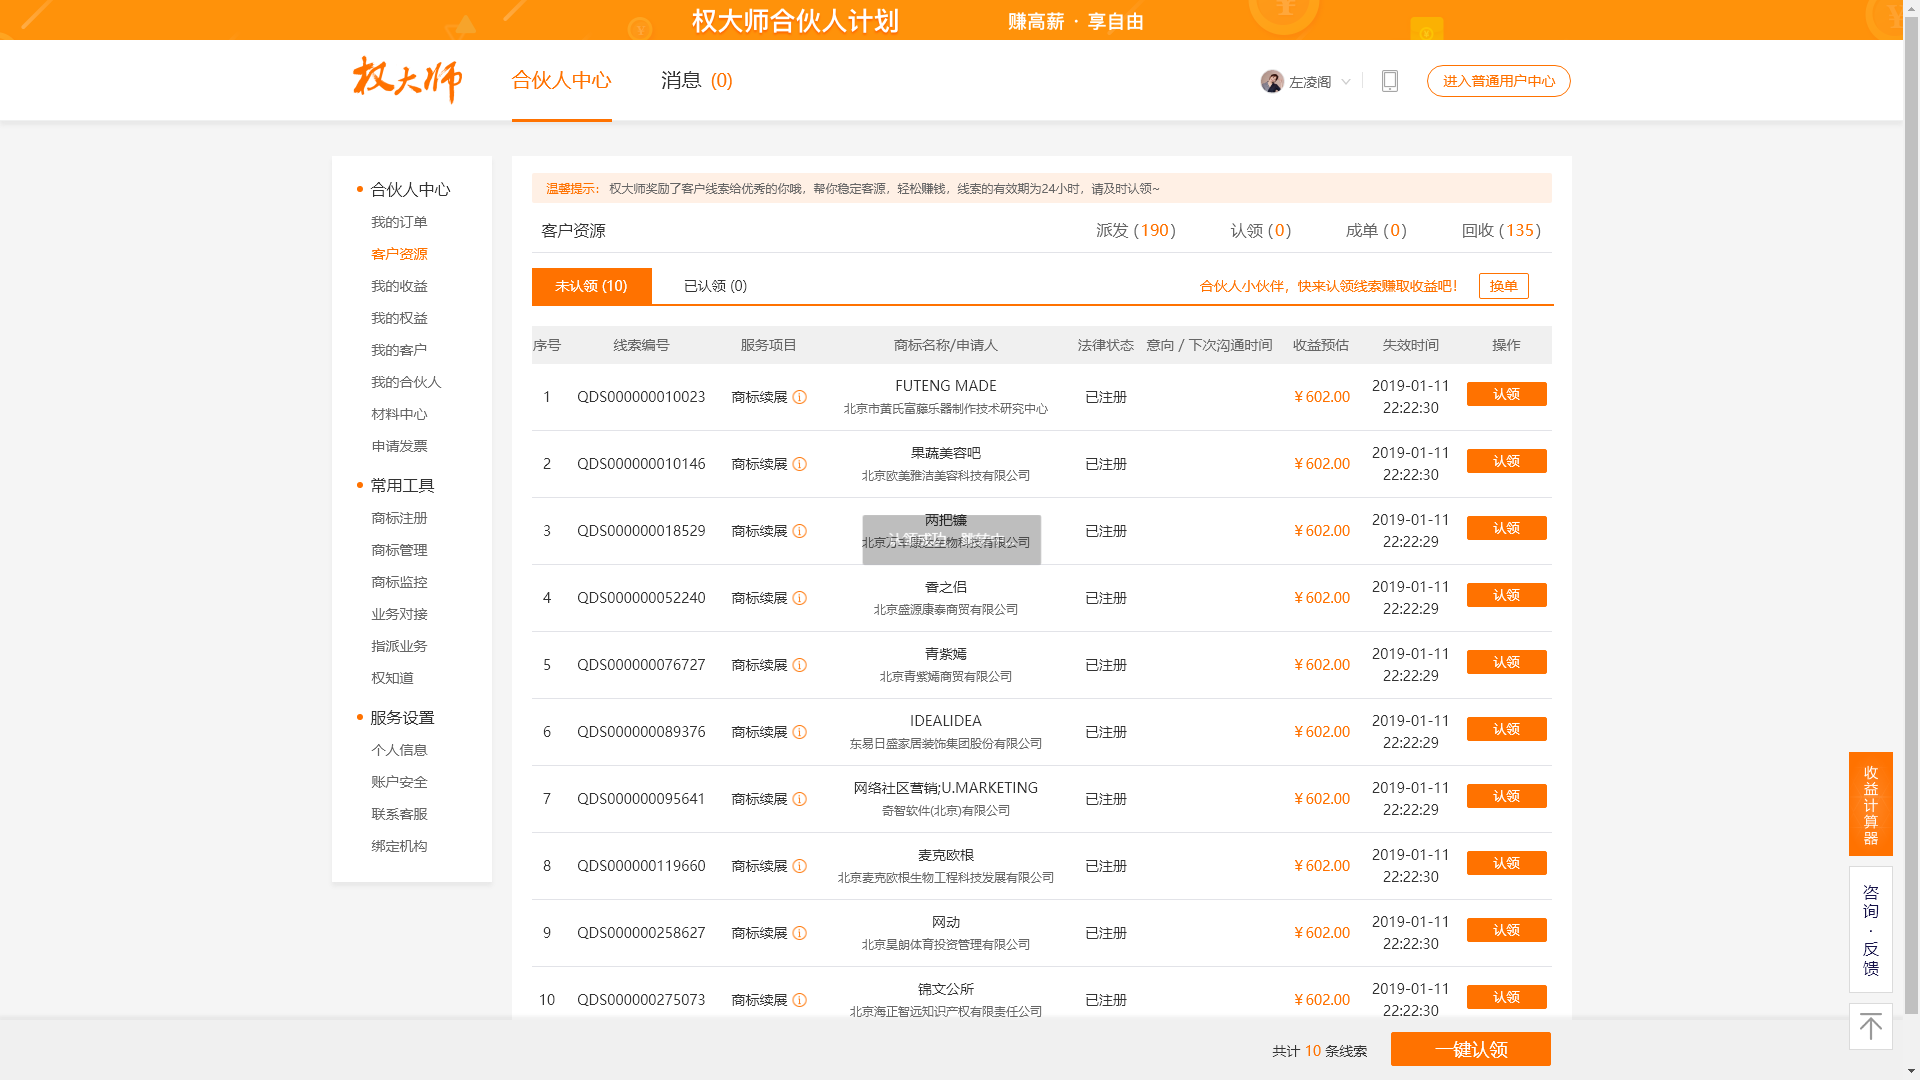 权大师合伙人计划 赚高薪 · 享自由
权大师 合伙人中心 消息 (0) 左凌阁 进入普通用户中心
合伙人中心
我的订单
客户资源
我的收益
我的权益
我的客户
我的合伙人
材料中心
申请发票
常用工具
商标注册
商标管理
商标监控
业务对接
指派业务
权知道
服务设置
个人信息
账户安全
联系客服
绑定机构
温馨提示： 权大师奖励了客户线索给优秀的你哦，帮你稳定客源，轻松赚钱，线索的有效期为24小时，请及时认领~
客户资源 派发 (190) 认领 (0) 成单 (0) 回收 (135)
未认领 (10) 已认领 (0) 合伙人小伙伴，快来认领线索赚取收益吧! 换单
序号 线索编号 服务项目 商标名称/申请人 法律状态 意向 / 下次沟通时间 收益预估 失效时间 操作
1 QDS000000010023 商标续展 FUTENG MADE 已注册 ￥602.00 2019-01-11 认领
北京市黄氏富藤乐器制作技术研究中心 22:22:30
2 QDS000000010146 商标续展 果蔬美容吧 已注册 ￥602.00 2019-01-11 认领
北京欧美雅洁美容科技有限公司 22:22:30
3 QDS000000018529 商标续展 两把镰 已注册 ￥602.00 2019-01-11 认领
生物科技有限公司 22:22:29
4 QDS000000052240 商标续展 香之侣 已注册 ￥602.00 2019-01-11 认领
北京盛源康泰商贸有限公司 22:22:29
5 QDS000000076727 商标续展 青紫嫣 已注册 ￥602.00 2019-01-11 认领
北京青紫嫣商贸有限公司 22:22:29
6 QDS000000089376 商标续展 IDEALIDEA 已注册 ￥602.00 2019-01-11 认领
东易日盛家居装饰集团股份有限公司 22:22:29
7 QDS000000095641 商标续展 网络社区营销;U.MARKETING 已注册 ￥602.00 2019-01-11 认领
奇智软件(北京)有限公司 22:22:29
8 QDS000000119660 商标续展 麦克欧根 已注册 ￥602.00 2019-01-11 认领
北京麦克欧根生物工程科技发展有限公司 22:22:30
9 QDS000000258627 商标续展 网动 已注册 ￥602.00 2019-01-11 认领
北京昊朗体育投资管理有限公司 22:22:30
10 QDS000000275073 商标续展 锦文公所 已注册 ￥602.00 2019-01-11 认领
北京海正智远知识产权有限责任公司 22:22:30
共计 10 条线索 一键认领
收益计算器
咨询·反馈